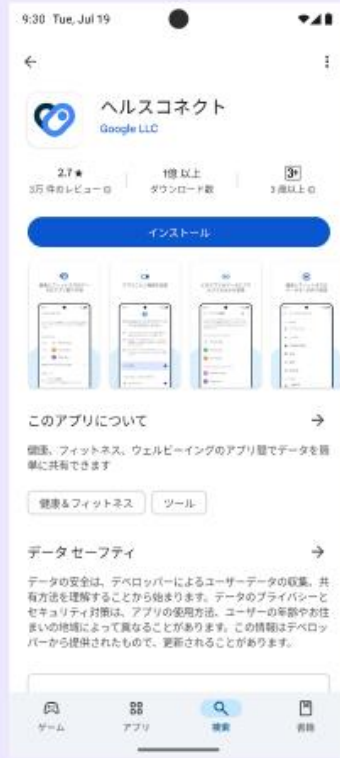 9:30 Tue, Jul 19
ヘルスコネクト
Google LLC
2.7★
3万 件のレビュー
1億 以上
ダウンロード数
3+
3 歳以上
インストール
このアプリについて
健康、フィットネス、ウェルビーイングのアプリ間でデータを簡
単に共有できます
健康&フィットネス
ツール
データ セーフティ
データの安全は、デベロッパーによるユーザーデータの収集、共
有方法を理解することから始まります。データのプライバシーと
セキュリティ対策は、アプリの使用方法、ユーザーの年齢やお住
まいの地域によって異なることがあります。この情報はデベロッ
パーから提供されたもので、更新されることがあります。
ゲーム
アプリ
検索
書籍